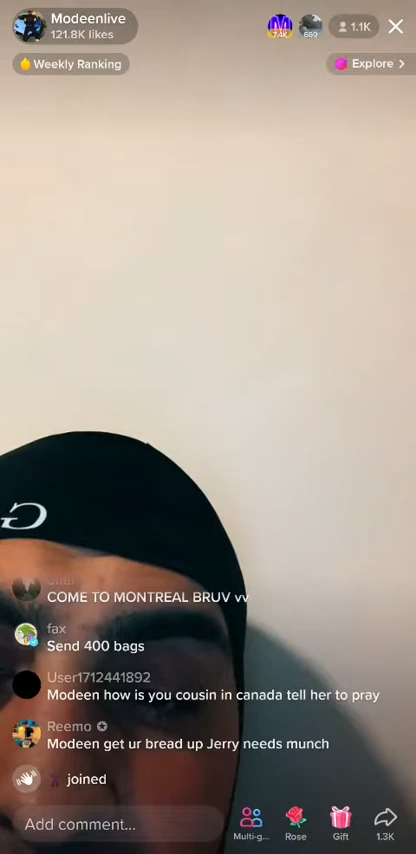 Modeenlive
121.8K likes
7.4K
669
1.1K
Weekly Ranking
Explore
G
COME TO MONTREAL BRUV vv
fax
Send 400 bags
User1712441892
Modeen how is you cousin in canada tell her to pray
Reemo
Modeen get ur bread up Jerry needs munch
joined
Add comment...
Multi-g...
Rose
Gift
1.3K